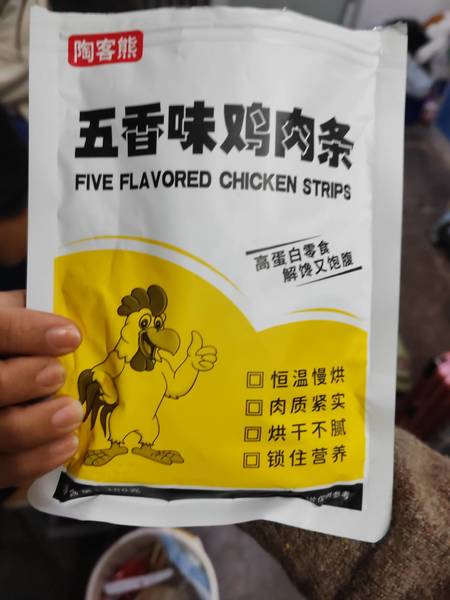 陶客熊
五香味鸡肉条
FIVE FLAVORED CHICKEN STRIPS
高蛋白零食
解馋又饱腹
恒温慢烘
肉质紧实
烘干不腻
锁住营养